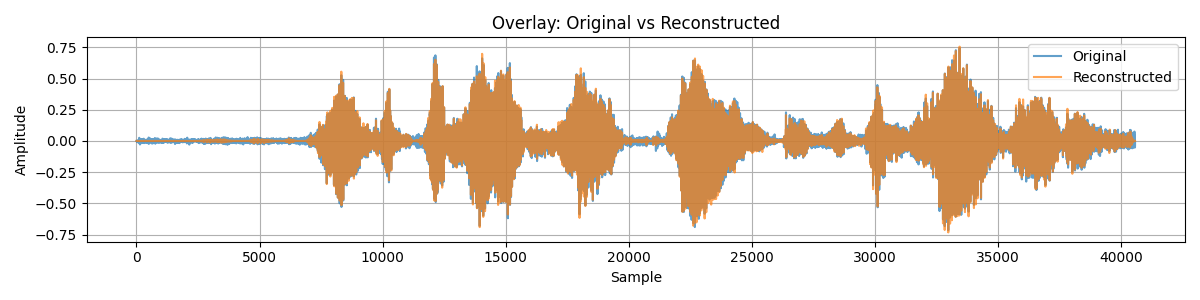 Overlay: Original vs Reconstructed
Amplitude
0.75
0.50
0.25
0.00
−0.25
−0.50
−0.75
Original
Reconstructed
0 5000 10000 15000 20000 25000 30000 35000 40000
Sample